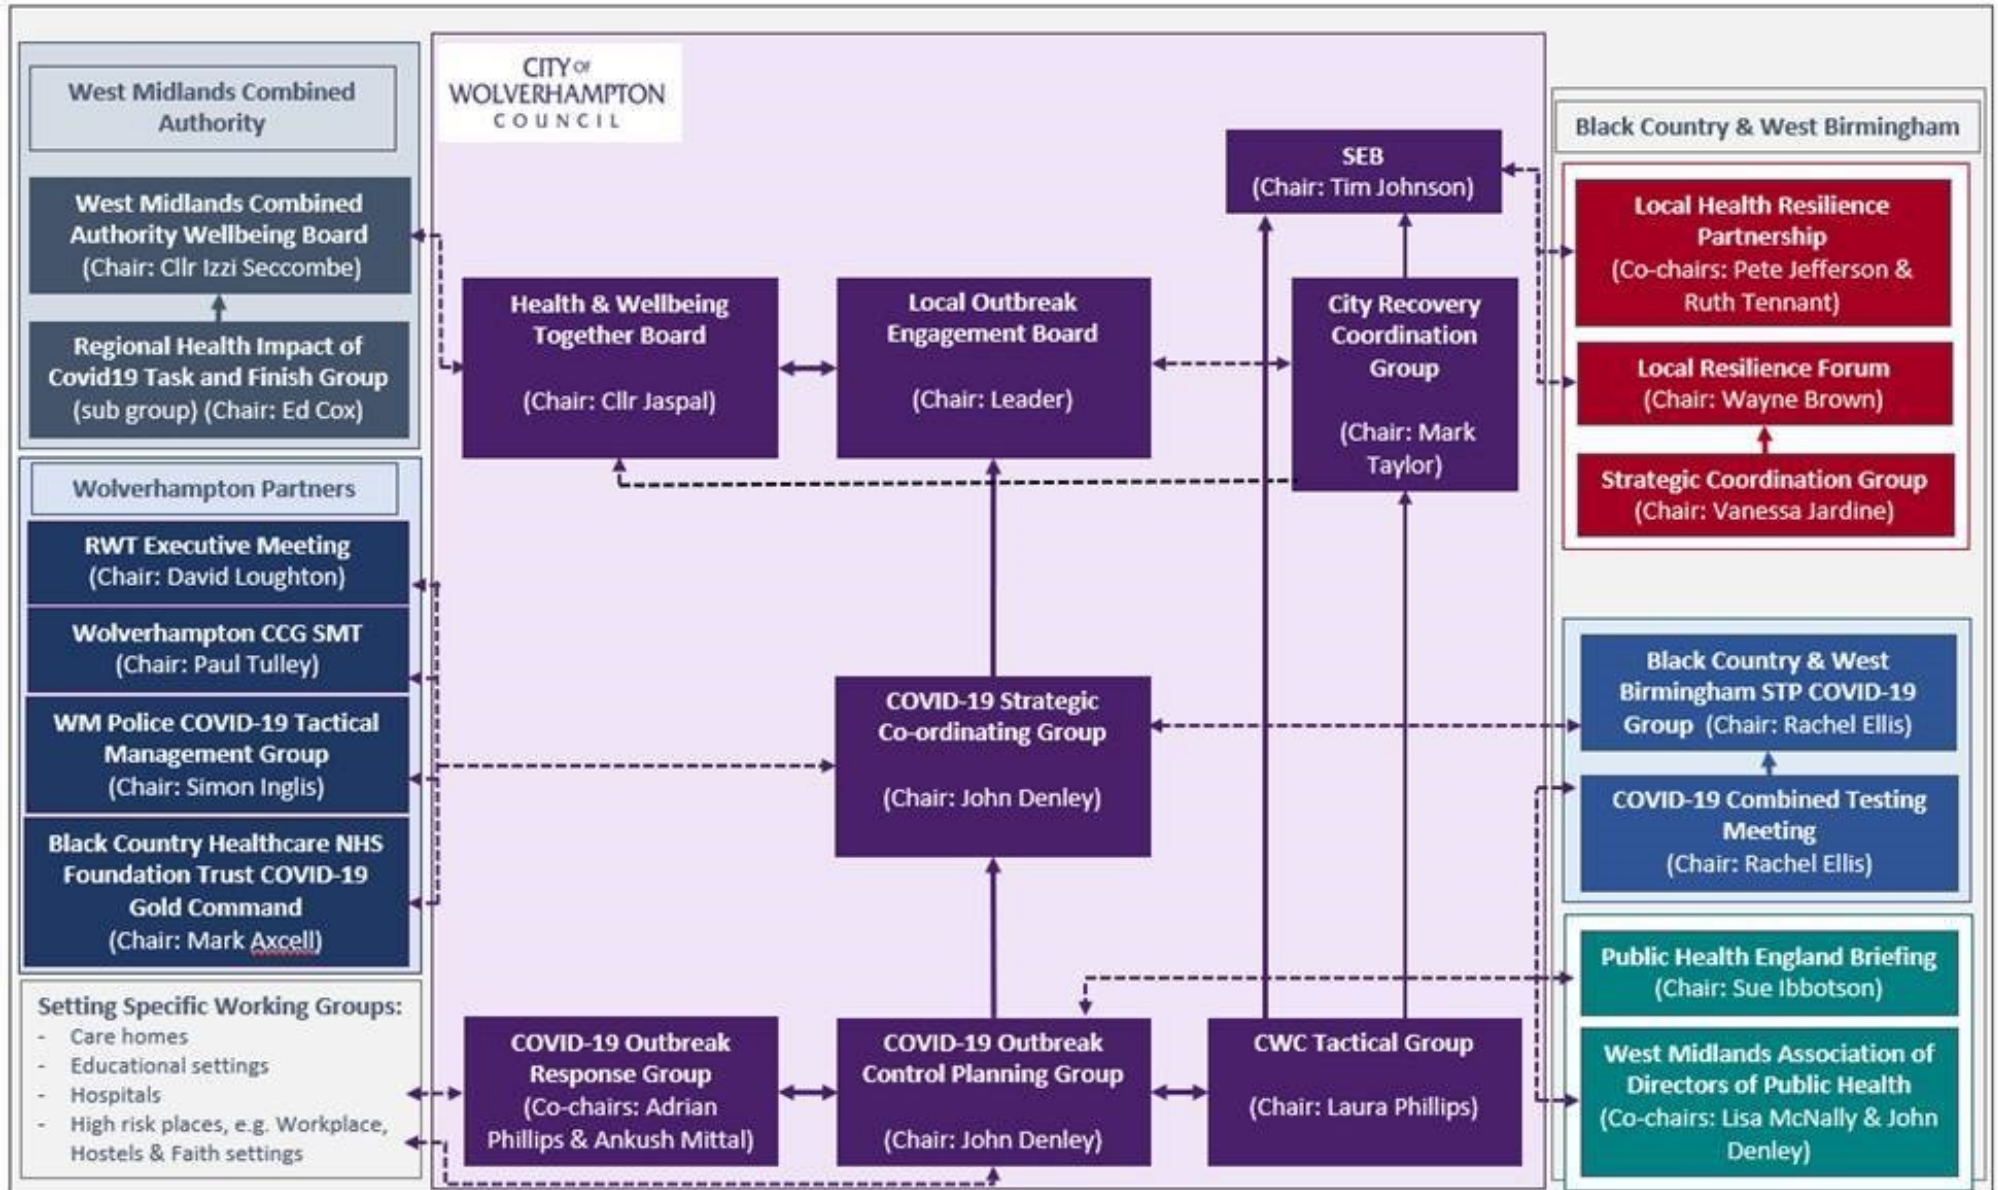 West Midlands Combined
Authority
West Midlands Combined
Authority Wellbeing Board
(Chair: Cllr Izzi Seccombe)
Regional Health Impact of
Covid19 Task and Finish Group
(sub group) (Chair: Ed Cox)
Wolverhampton Partners
RWT Executive Meeting
(Chair: David Loughton)
Wolverhampton CCG SMT
(Chair: Paul Tulley)
WM Police COVID-19 Tactical
Management Group
(Chair: Simon Inglis)
Black Country Healthcare NHS
Foundation Trust COVID-19
Gold Command
(Chair: Mark Axcell)
Setting Specific Working Groups:
- Care homes
- Educational settings
- Hospitals
- High risk places, e.g. Workplace,
Hostels & Faith settings
CITY OF
WOLVERHAMPTON
COUNCIL
SEB
(Chair: Tim Johnson)
Health & Wellbeing
Together Board
(Chair: Cllr Jaspal)
Local Outbreak
Engagement Board
(Chair: Leader)
City Recovery
Coordination
Group
(Chair: Mark
Taylor)
COVID-19 Strategic
Co-ordinating Group
(Chair: John Denley)
COVID-19 Outbreak
Response Group
(Co-chairs: Adrian
Phillips & Ankush Mittal)
COVID-19 Outbreak
Control Planning Group
(Chair: John Denley)
CWC Tactical Group
(Chair: Laura Phillips)
Black Country & West Birmingham
Local Health Resilience
Partnership
(Co-chairs: Pete Jefferson &
Ruth Tennant)
Local Resilience Forum
(Chair: Wayne Brown)
Strategic Coordination Group
(Chair: Vanessa Jardine)
Black Country & West
Birmingham STP COVID-19
Group (Chair: Rachel Ellis)
COVID-19 Combined Testing
Meeting
(Chair: Rachel Ellis)
Public Health England Briefing
(Chair: Sue Ibbotson)
West Midlands Association of
Directors of Public Health
(Co-chairs: Lisa McNally & John
Denley)